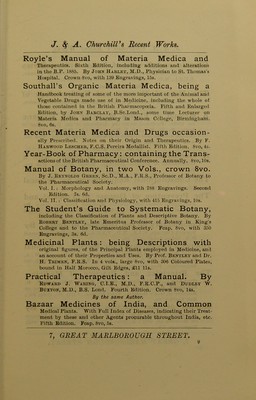 J. & A. Churchill's Recent Works.
Royle's Manual of Materia Medica and
Therapeutics. Sixth Edition, including additions and alterations
in the B.P. 1885. By JOHN HARLEY, M.D., Physician to St. Thomas's
Hospital. Crown 8vo, with 139 Engravings, 15s.
Southall's Organic Materia Medica, being a
Handbook treating of some of the more important of the Animal and
Vegetable Drugs made use of in Medicine, including the whole of
those contained in the British Pharmacopœia. Fifth and Enlarged
Edition, by JOHN BARCLAY, B.Sc.Lond., some time Lecturer on
Materia Medica and Pharmacy in Mason College, Birmingham.
8vo, 6s.
Recent Materia Medica and Drugs occasion-
ally Prescribed. Notes on their Origin and Therapeutics. By F.
HARWOOD LESCHER, F.C.S. Pereira Medallist. Fifth Edition. 8vo, 4s.
Year-Book of Pharmacy: containing the Trans-
actions of the British Pharmaceutical Conference. Annually. 8vo, 10s.
Manual of Botany, in two Vols., crown 8vo.
By J. REYNOLDS GREEN, Sc.D., M.A., F.R.S., Professor of Botany to
the Pharmaceutical Society.
Vol. I.: Morphology and Anatomy, with 788 Engravings. Second
Edition. 7s. 6d.
Vol. II.: Classification and Physiology, with 415 Engravings. 10s.
The Student's Guide to Systematic Botany,
including the Classification of Plants and Descriptive Botany. By
ROBERT BENTLEY, late Emeritus Professor of Botany in King's
College and to the Pharmaceutical Society. Fcap. 8vo, with 350
Engravings, 3s. 6d.
Medicinal Plants: being Descriptions with
original figures, of the Principal Plants employed in Medicine, and
an account of their Properties and Uses. By Prof. BENTLEY and Dr.
H. TRIMEN, F.R.S. In 4 vols., large 8vo, with 306 Coloured Plates,
bound in Half Morocco, Gilt Edges, £11 11s.
Practical Therapeutics: a Manual. By
EDWARD J. WARING, C.I.E., M.D., F.R.C.P., and DUDLEY W.
BUXTON, M.D., B.S. Lond. Fourth Edition. Crown 8vo, 14s.
By the same Author.
Bazaar Medicines of India, and Common
Medical Plants. With Full Index of Diseases, indicating their Treat-
ment by these and other Agents procurable throughout India, etc.
Fifth Edition. Fcap. 8vo, 5s.
7, GREAT MARLBOROUGH STREET.